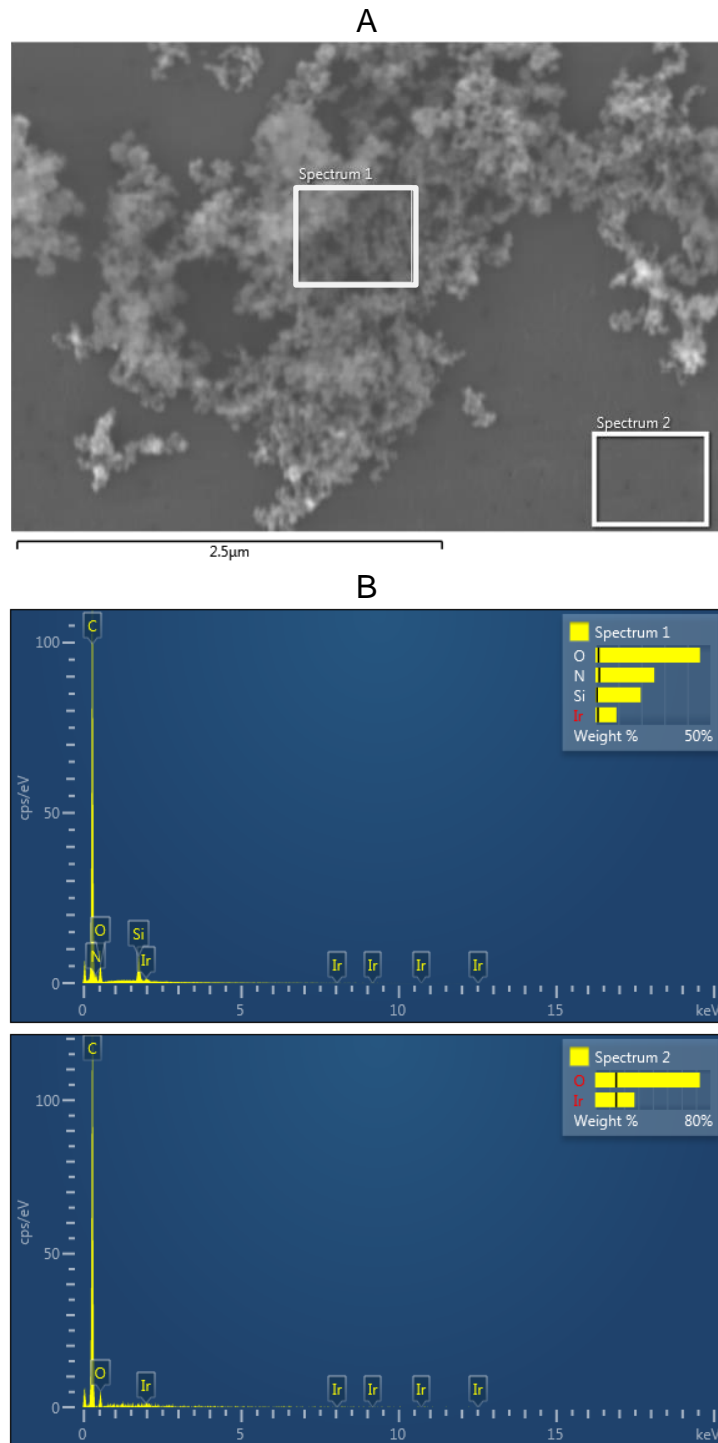 A
Spectrum 1
Spectrum 2
2.5µm
B
C
100
50
0
cps/eV
O
N
Si
Ir
Ir
Ir
Ir
Ir
0
5
10
15
keV
Spectrum 1
O
N
Si
Ir
Weight % 50%
C
100
50
0
cps/eV
O
Ir
Ir
Ir
Ir
Ir
0
5
10
15
keV
Spectrum 2
O
Ir
Weight % 80%